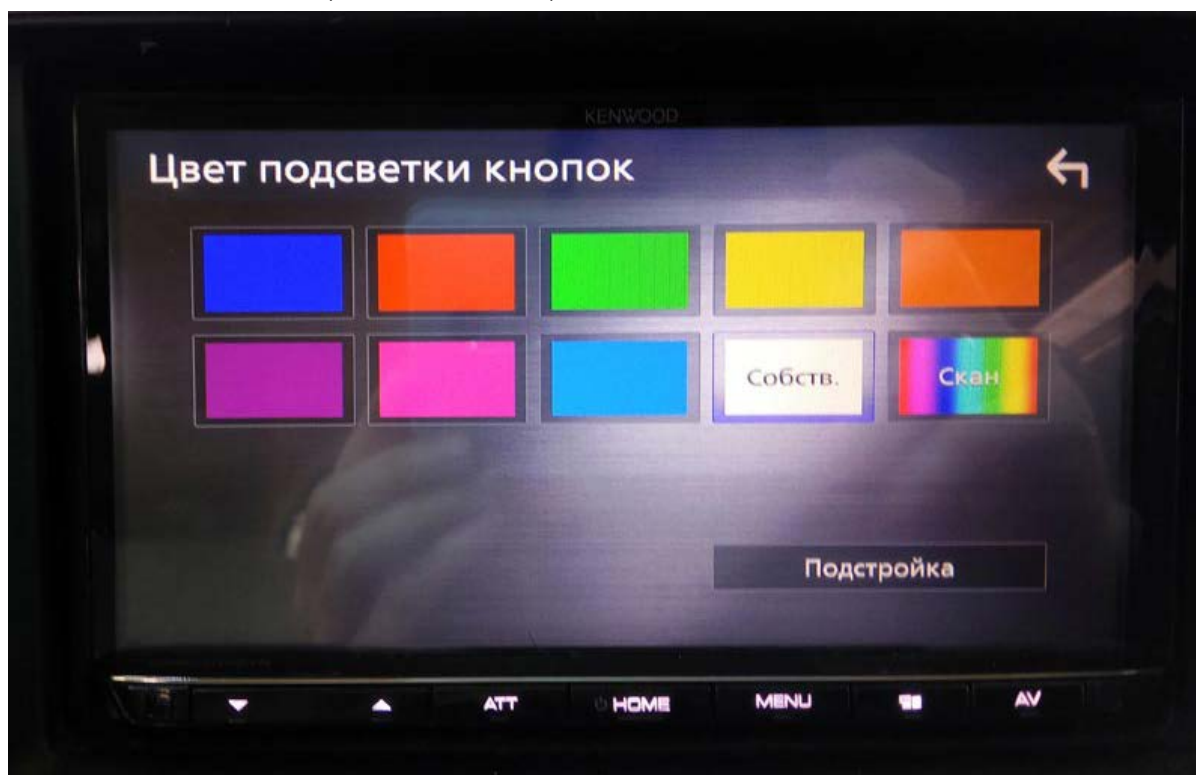 KENWOOD
Цвет подсветки кнопок
Собств.
Скан
Подстройка
ATT HOME MENU AV